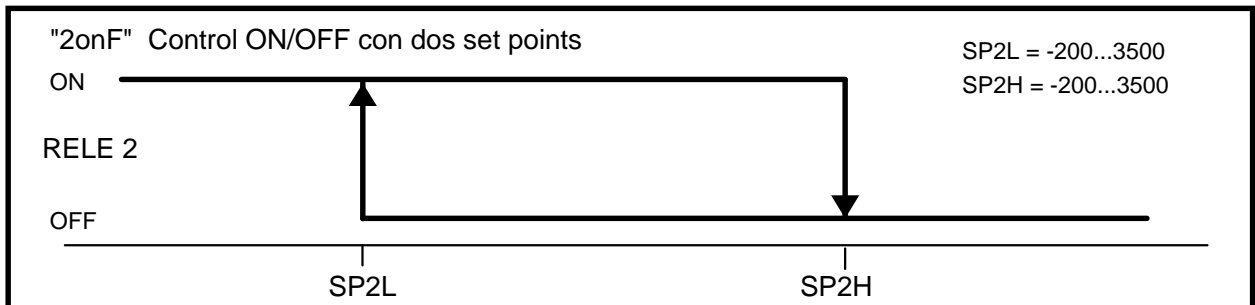 "2onF" Control ON/OFF con dos set points
SP2L = -200...3500
ON
SP2H = -200...3500
RELE 2
OFF
SP2L
SP2H